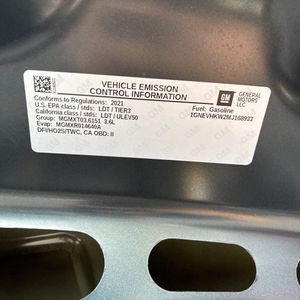 VEHICLE EMISSION
CONTROL INFORMATION
GM
GENERAL
MOTORS
LLC
Conforms to Regulations: 2021
U.S. EPA class / stds: LDT / TIER3
California class / stds: LDT / ULEV50
Group: MGMXT03.6151 3.6L
Evap: MGMXR014640A
DFI/HO2S/TWC, CA OBD: II
Fuel: Gasoline
1GNEVHKW2MJ168933